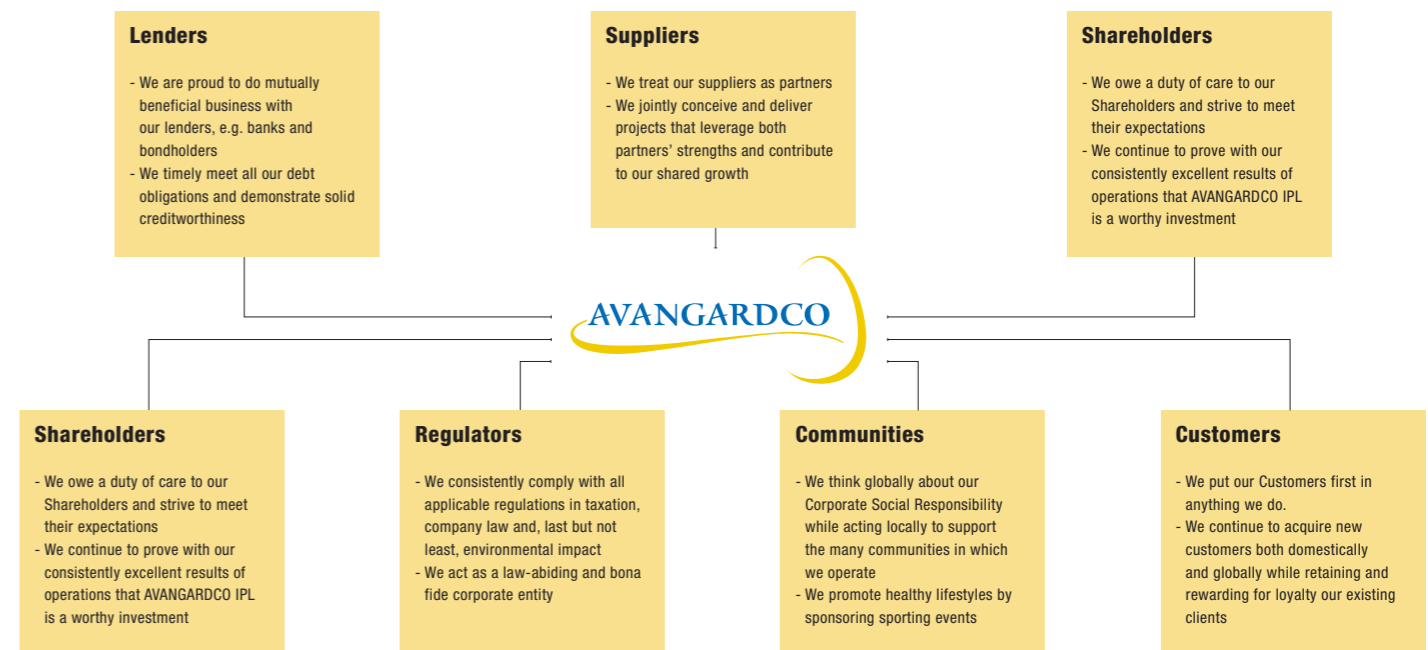 Lenders
- We are proud to do mutually
beneficial business with
our lenders, e.g. banks and
bondholders
- We timely meet all our debt
obligations and demonstrate solid
creditworthiness
Suppliers
- We treat our suppliers as partners
- We jointly conceive and deliver
projects that leverage both
partners’ strengths and contribute
to our shared growth
Shareholders
- We owe a duty of care to our
Shareholders and strive to meet
their expectations
- We continue to prove with our
consistently excellent results of
operations that AVANGARDCO IPL
is a worthy investment
AVANGARDCO
Shareholders
- We owe a duty of care to our
Shareholders and strive to meet
their expectations
- We continue to prove with our
consistently excellent results of
operations that AVANGARDCO IPL
is a worthy investment
Regulators
- We consistently comply with all
applicable regulations in taxation,
company law and, last but not
least, environmental impact
- We act as a law-abiding and bona
fide corporate entity
Communities
- We think globally about our
Corporate Social Responsibility
while acting locally to support
the many communities in which
we operate
- We promote healthy lifestyles by
sponsoring sporting events
Customers
- We put our Customers first in
anything we do.
- We continue to acquire new
customers both domestically
and globally while retaining and
rewarding for loyalty our existing
clients